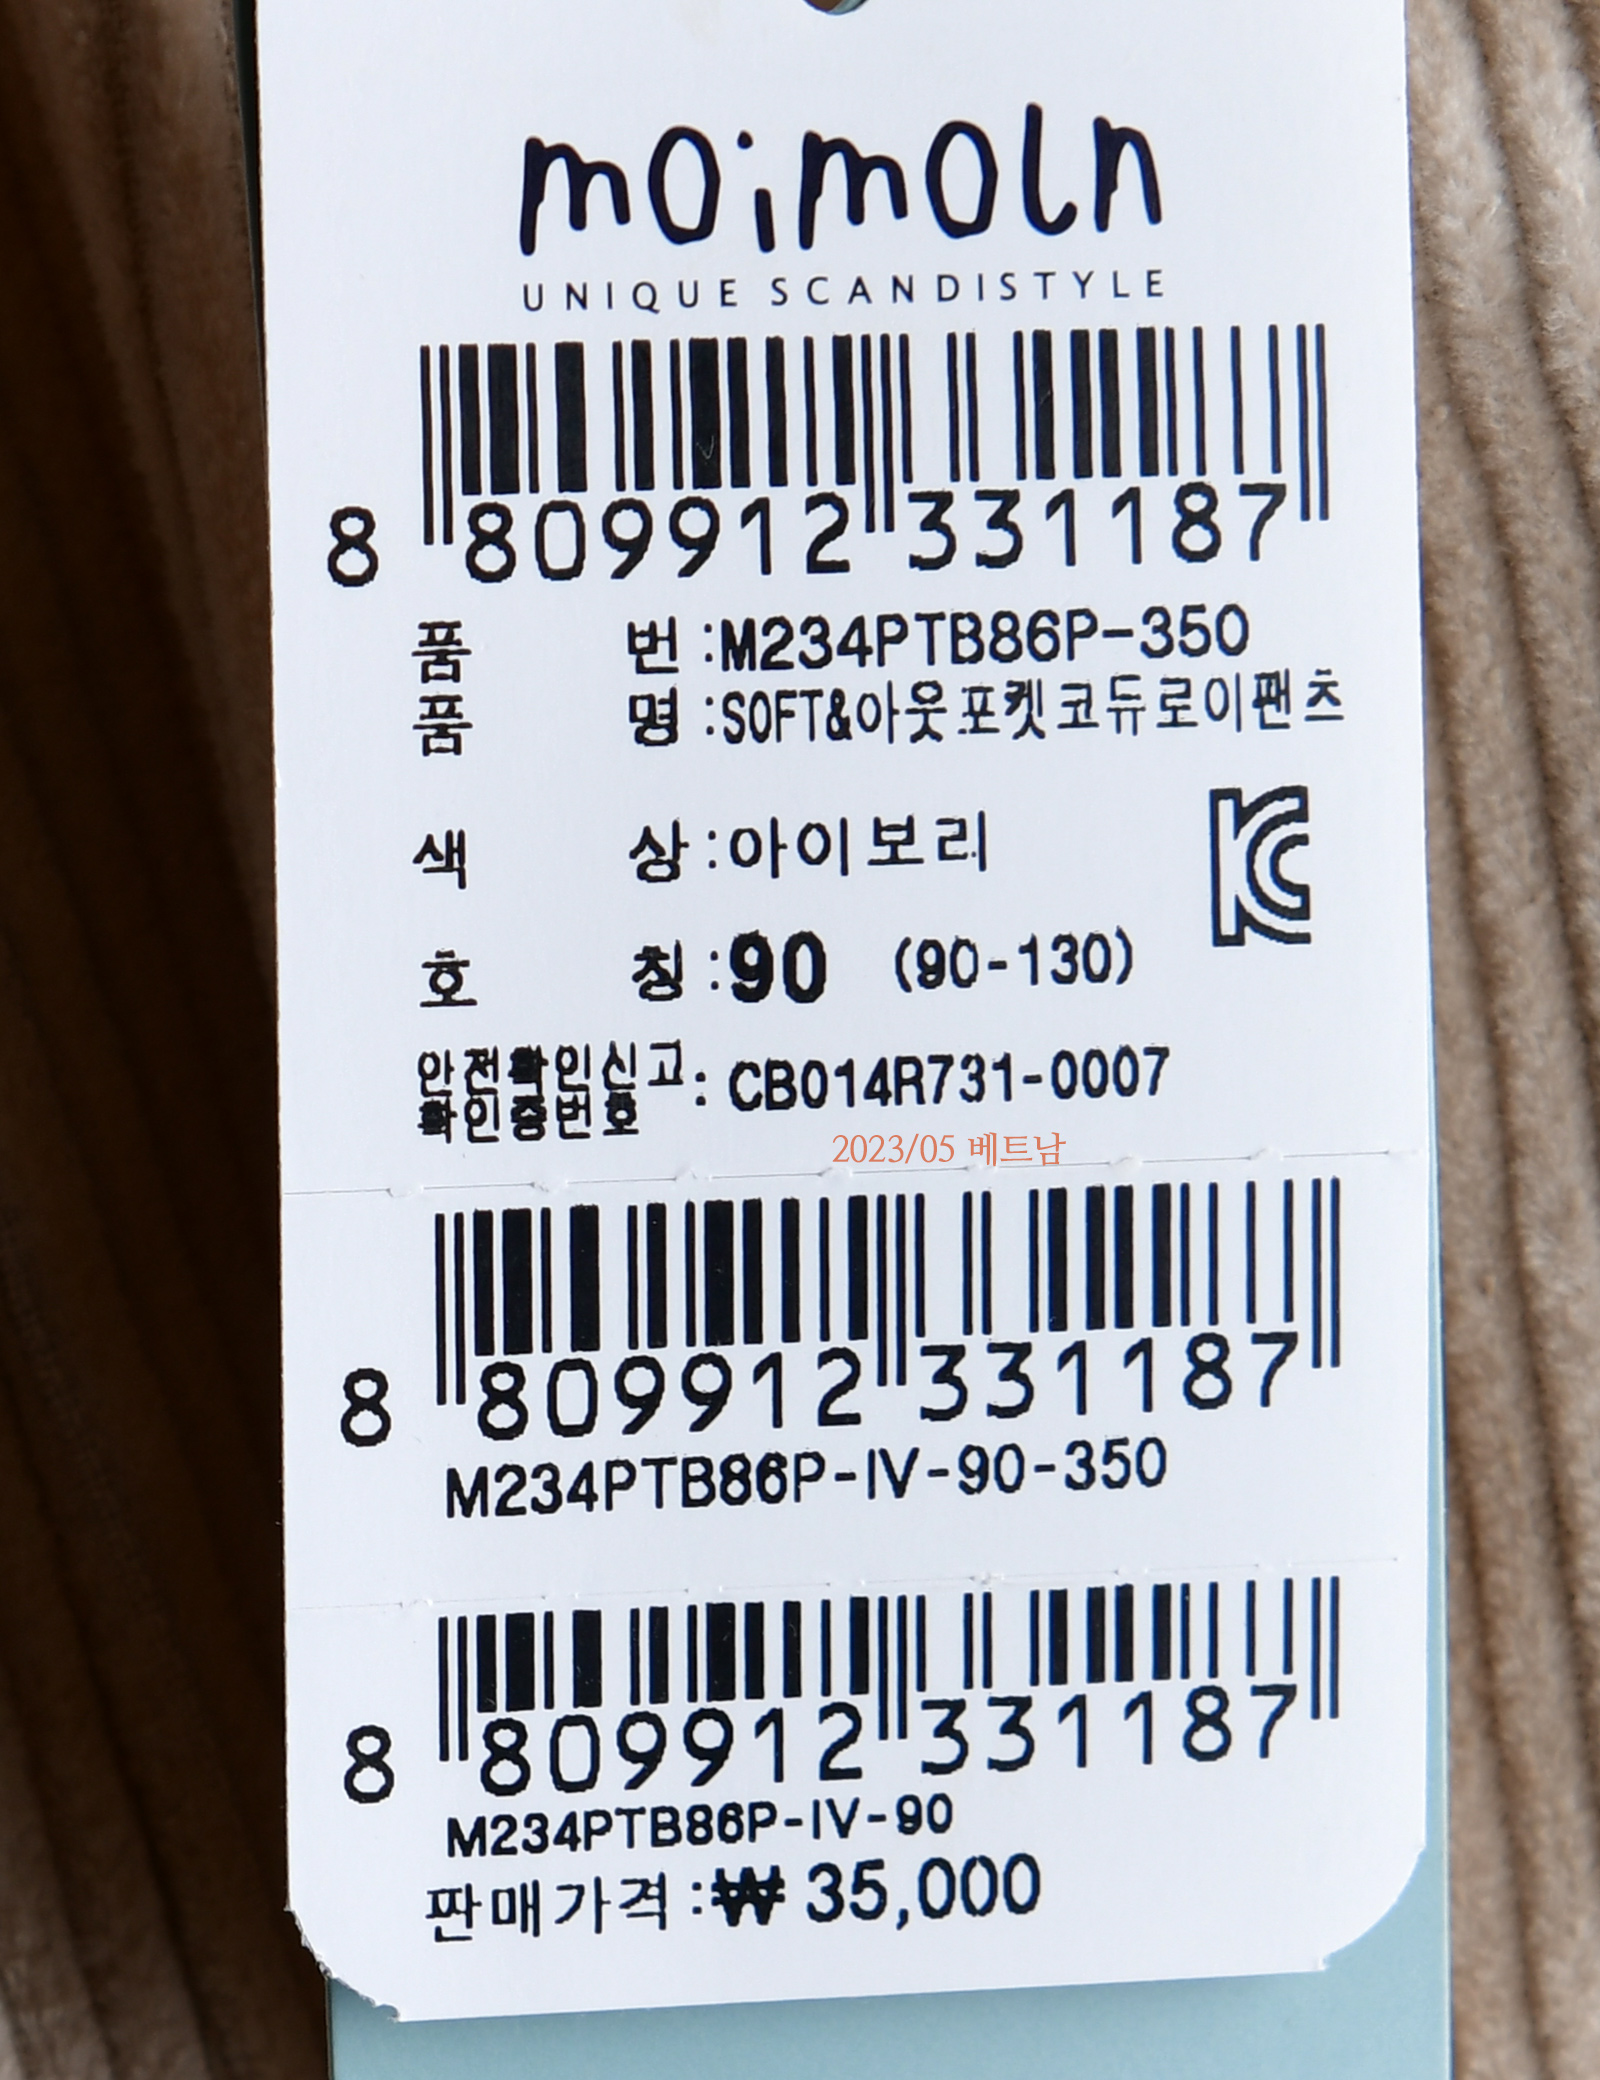 moimoln
UNIQUE SCANDISTYLE
8 809912 331187
품 번 :M234PTB86P-350
품 명 :SOFT&아웃포켓코듀로이팬츠
색 상 :아이보리
KC
호 칭 :90 (90-130)
안전확인신고
확인증번호 : CB014R731-0007
2023/05 베트남
8 809912 331187
M234PTB86P-IV-90-350
8 809912 331187
M234PTB86P-IV-90
판매가격 :₩ 35,000